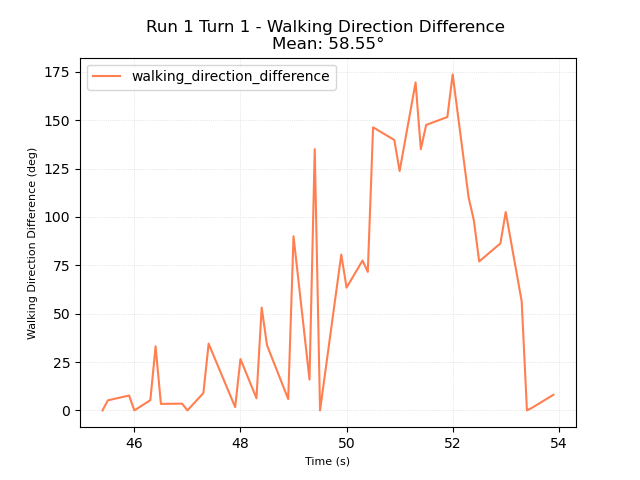 Run 1 Turn 1 - Walking Direction Difference
Mean: 58.55°
walking_direction_difference
Walking Direction Difference (deg)
175
150
125
100
75
50
25
0
46 48 50 52 54
Time (s)